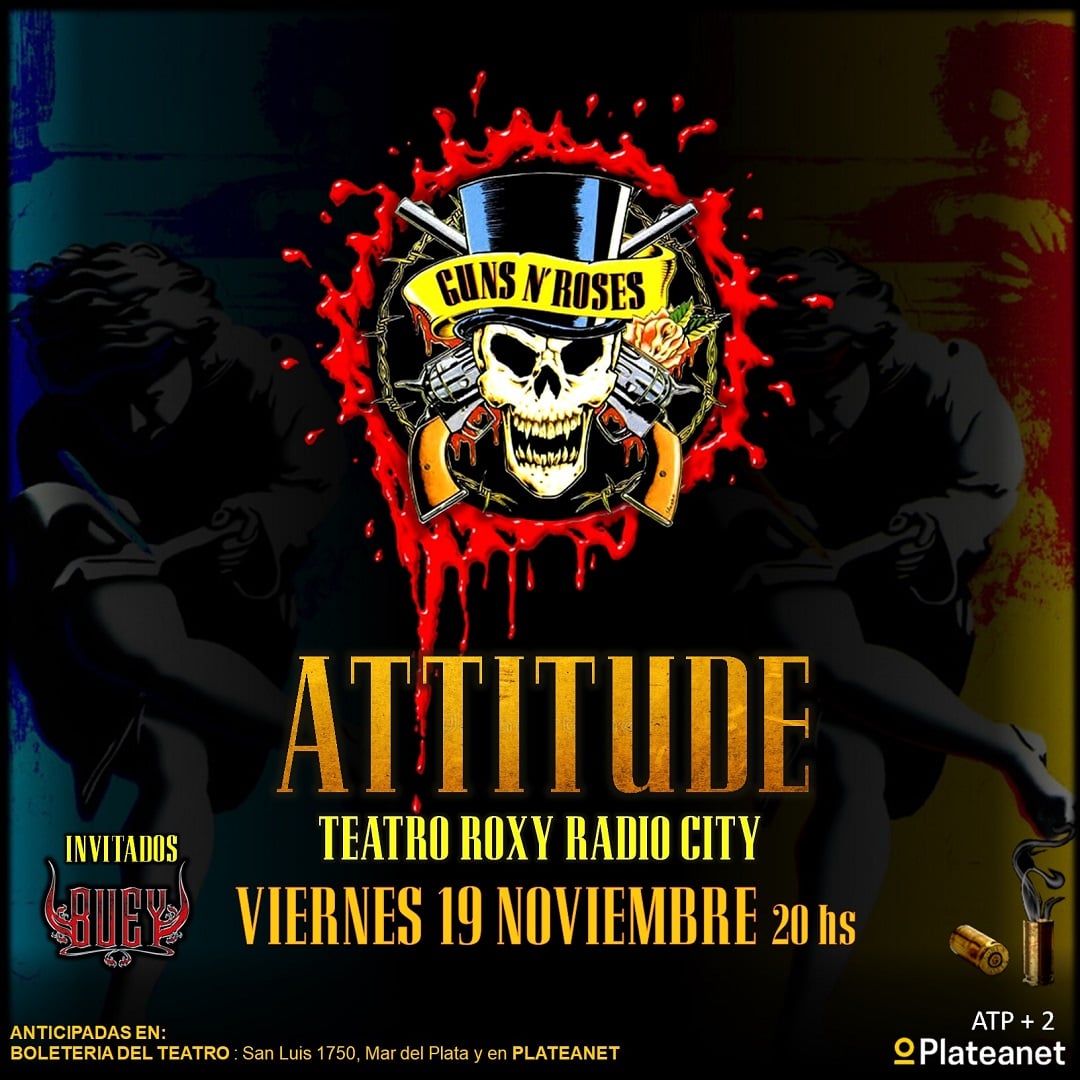 GUNS N' ROSES
ATTITUDE
TEATRO ROXY RADIO CITY
INVITADOS
BUEY
VIERNES 19 NOVIEMBRE 20 hs
ATP + 2
ANTICIPADAS EN:
BOLETERIA DEL TEATRO : San Luis 1750, Mar del Plata y en PLATEANET
Plateanet